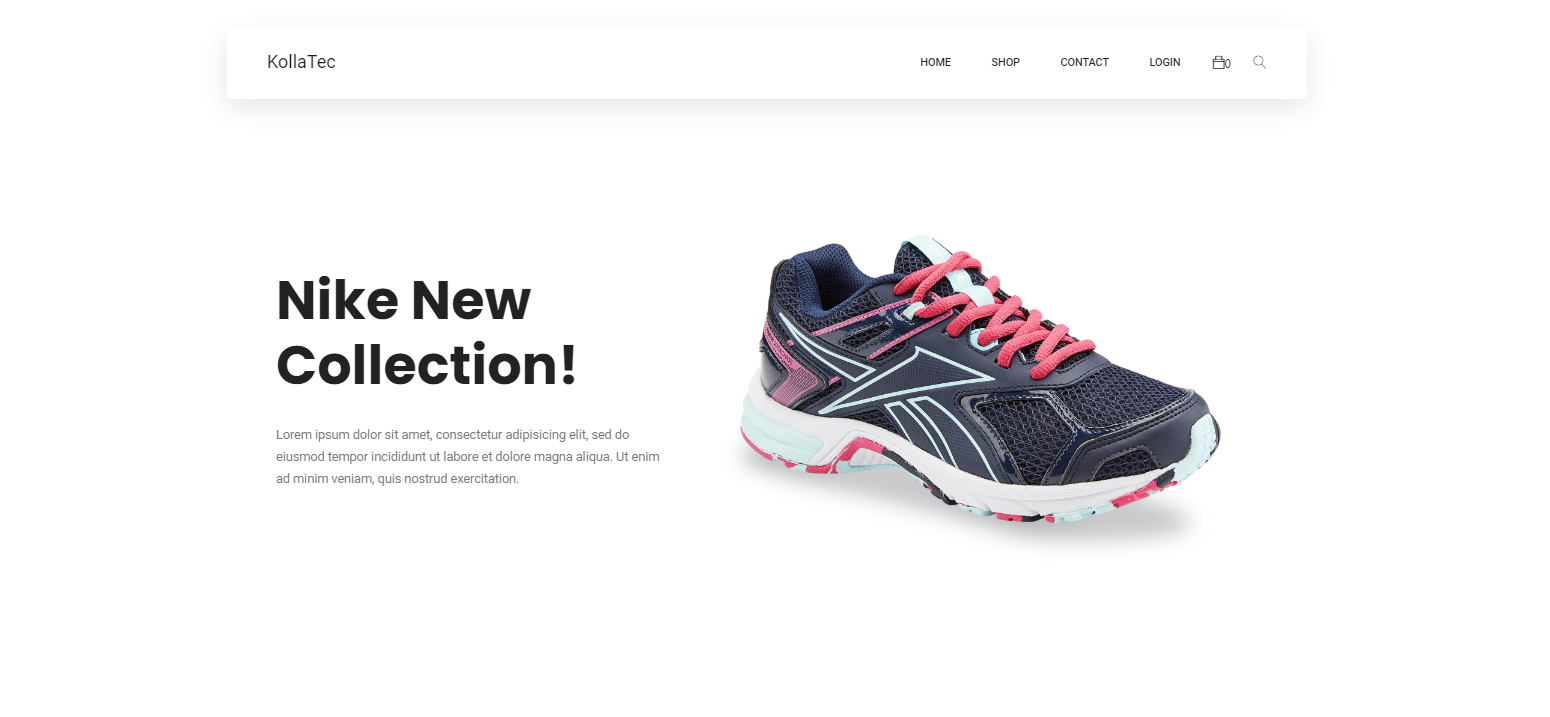 KollaTec
HOME SHOP CONTACT LOGIN 0
Nike New
Collection!
Lorem ipsum dolor sit amet, consectetur adipisicing elit, sed do
eiusmod tempor incididunt ut labore et dolore magna aliqua. Ut enim
ad minim veniam, quis nostrud exercitation.